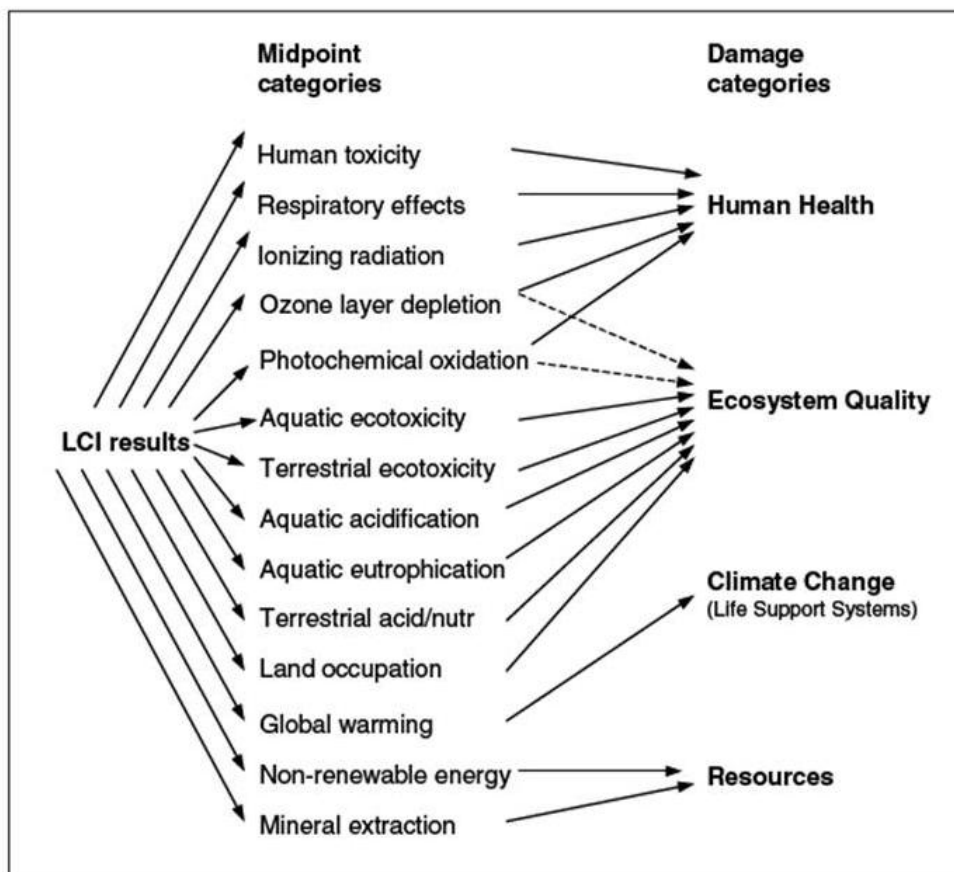 Midpoint
categories
Damage
categories
Human toxicity
Respiratory effects
Human Health
Ionizing radiation
Ozone layer depletion
Photochemical oxidation
Ecosystem Quality
Aquatic ecotoxicity
LCI results
Terrestrial ecotoxicity
Aquatic acidification
Aquatic eutrophication
Climate Change
(Life Support Systems)
Terrestrial acid/nutr
Land occupation
Global warming
Non-renewable energy
Resources
Mineral extraction